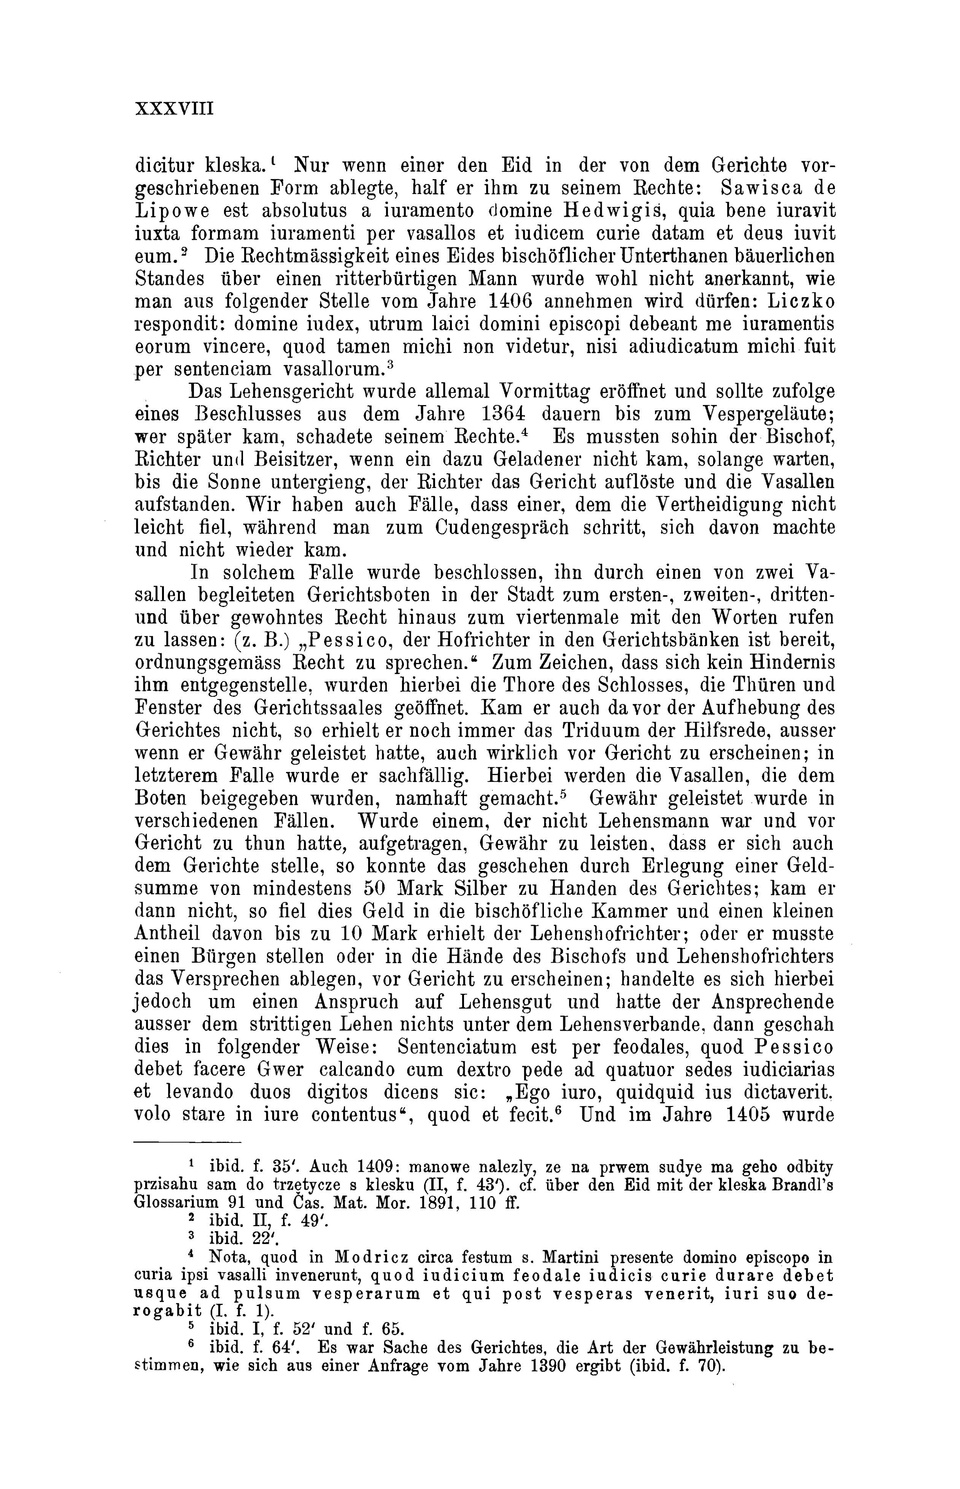 XXXVIII
dicitur kleska.¹ Nur wenn einer den Eid in der von dem Gerichte vor-
geschriebenen Form ablegte, half er ihm zu seinem Rechte: Sawisca de
Lipowe est absolutus a iuramento domine Hedwigis, quia bene iuravit
iuxta formam iuramenti per vasallos et iudicem curie datam et deus iuvit
eum.² Die Rechtmässigkeit eines Eides bischöflicher Unterthanen bäuerlichen
Standes über einen ritterbürtigen Mann wurde wohl nicht anerkannt, wie
man aus folgender Stelle vom Jahre 1406 annehmen wird dürfen: Liczko
respondit: domine iudex, utrum laici domini episcopi debeant me iuramentis
eorum vincere, quod tamen michi non videtur, nisi adiudicatum michi fuit
per sentenciam vasallorum.³
Das Lehensgericht wurde allemal Vormittag eröffnet und sollte zufolge
eines Beschlusses aus dem Jahre 1364 dauern bis zum Vespergeläute;
wer später kam, schadete seinem Rechte.⁴ Es mussten sohin der Bischof,
Richter und Beisitzer, wenn ein dazu Geladener nicht kam, solange warten,
bis die Sonne untergieng, der Richter das Gericht auflöste und die Vasallen
aufstanden. Wir haben auch Fälle, dass einer, dem die Vertheidigung nicht
leicht fiel, während man zum Cudengespräch schritt, sich davon machte
und nicht wieder kam.
In solchem Falle wurde beschlossen, ihn durch einen von zwei Va-
sallen begleiteten Gerichtsboten in der Stadt zum ersten-, zweiten-, dritten-
und über gewohntes Recht hinaus zum viertenmale mit den Worten rufen
zu lassen: (z. B.) „Pessico, der Hofrichter in den Gerichtsbänken ist bereit,
ordnungsgemäss Recht zu sprechen.“ Zum Zeichen, dass sich kein Hindernis
ihm entgegenstelle, wurden hierbei die Thore des Schlosses, die Thüren und
Fenster des Gerichtssaales geöffnet. Kam er auch da vor der Aufhebung des
Gerichtes nicht, so erhielt er noch immer das Triduum der Hilfsrede, ausser
wenn er Gewähr geleistet hatte, auch wirklich vor Gericht zu erscheinen; in
letzterem Falle wurde er sachfällig. Hierbei werden die Vasallen, die dem
Boten beigegeben wurden, namhaft gemacht.⁵ Gewähr geleistet wurde in
verschiedenen Fällen. Wurde einem, der nicht Lehensmann war und vor
Gericht zu thun hatte, aufgetragen, Gewähr zu leisten, dass er sich auch
dem Gerichte stelle, so konnte das geschehen durch Erlegung einer Geld-
summe von mindestens 50 Mark Silber zu Handen des Gerichtes; kam er
dann nicht, so fiel dies Geld in die bischöfliche Kammer und einen kleinen
Antheil davon bis zu 10 Mark erhielt der Lehenshofrichter; oder er musste
einen Bürgen stellen oder in die Hände des Bischofs und Lehenshofrichters
das Versprechen ablegen, vor Gericht zu erscheinen; handelte es sich hierbei
jedoch um einen Anspruch auf Lehensgut und hatte der Ansprechende
ausser dem strittigen Lehen nichts unter dem Lehensverbande, dann geschah
dies in folgender Weise: Sentenciatum est per feodales, quod Pessico
debet facere Gwer calcando cum dextro pede ad quatuor sedes iudiciarias
et levando duos digitos dicens sic: „Ego iuro, quidquid ius dictaverit.
volo stare in iure contentus“, quod et fecit.⁶ Und im Jahre 1405 wurde
¹ ibid. f. 35′. Auch 1409: manowe nalezly, ze na prwem sudye ma geho odbity
przisahu sam do trzętycze s klesku (II, f. 43′). cf. über den Eid mit der kleska Brandl's
Glossarium 91 und Čas. Mat. Mor. 1891, 110 ff.
² ibid. II, f. 49′.
³ ibid. 22′.
⁴ Nota, quod in Modricz circa festum s. Martini presente domino episcopo in
curia ipsi vasalli invenerunt, quod iudicium feodale iudicis curie durare debet
usque ad pulsum vesperarum et qui post vesperas venerit, iuri suo de-
rogabit (I. f. 1).
⁵ ibid. I, f. 52′ und f. 65.
⁶ ibid. f. 64′. Es war Sache des Gerichtes, die Art der Gewährleistung zu be-
stimmen, wie sich aus einer Anfrage vom Jahre 1390 ergibt (ibid. f. 70).